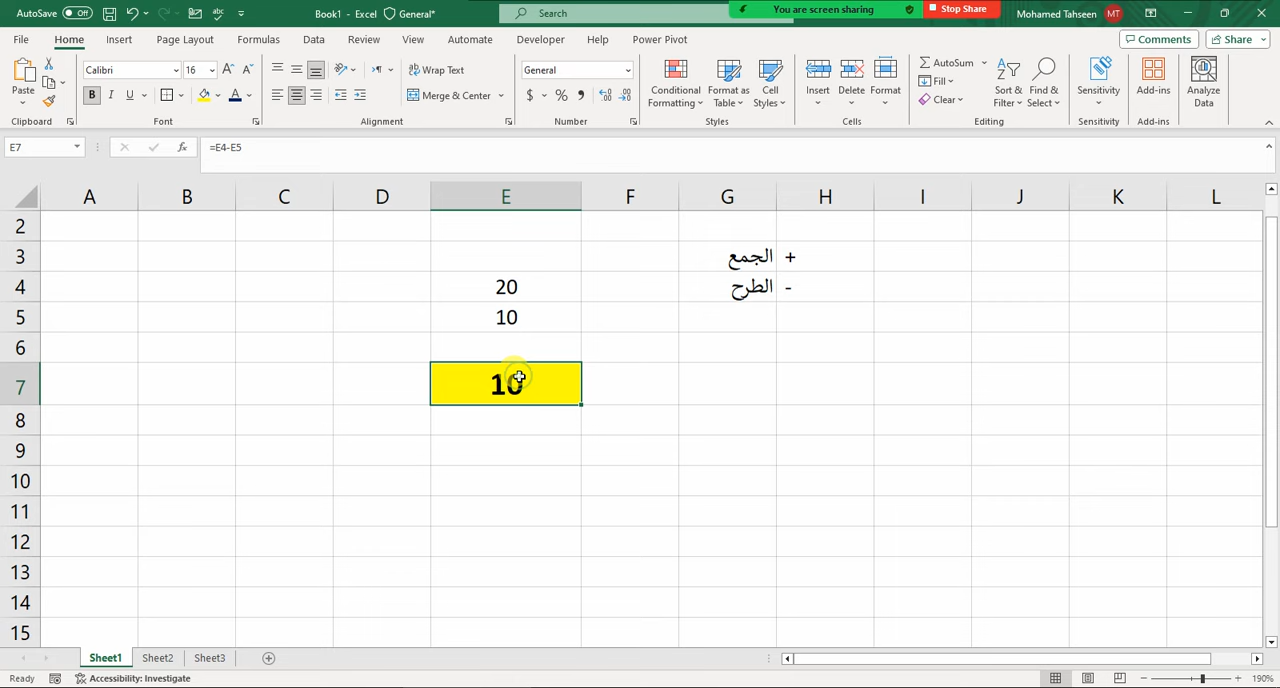 AutoSave Off Book1 - Excel General* Search You are screen sharing Stop Share Mohamed Tahseen MT
File Home Insert Page Layout Formulas Data Review View Automate Developer Help Power Pivot Comments Share
Paste Calibri 16 Wrap Text General Conditional Format as Cell Insert Delete Format AutoSum Sort & Find & Sensitivity Add-ins Analyze
B I U A Merge & Center $ % 9 Formatting Table Styles Fill Filter Select Data
Clear
Clipboard Font Alignment Number Styles Cells Editing Sensitivity Add-ins
E7 fx =E4-E5
A B C D E F G H I J K L
2
3 الجمع +
4 20 الطرح -
5 10
6
7 10
8
9
10
11
12
13
14
15
Sheet1 Sheet2 Sheet3
Ready Accessibility: Investigate 190%